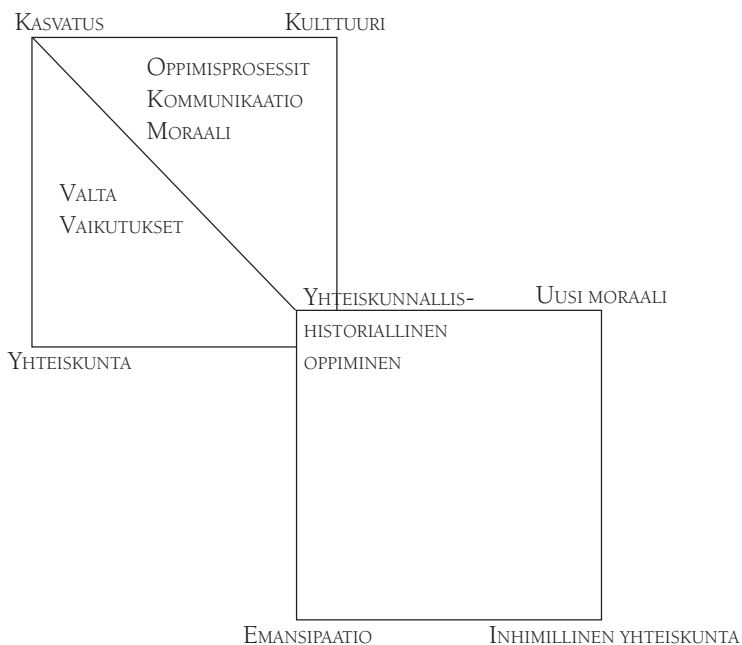 Kasvatus
Kulttuuri
Oppimisprosessit
Kommunikaatio
Moraali
Valta
Vaikutukset
Yhteiskunnallis-
historiallinen
oppiminen
Uusi moraali
Yhteiskunta
Emansipaatio
Inhimillinen yhteiskunta